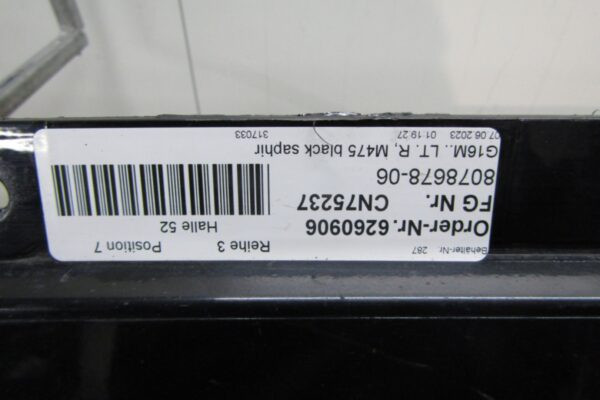 Behälter-Nr. 287 Reihe 3 Position 7
Order-Nr. 6260906 Halle 52
FG Nr. CN75237
8078678-06
G16M.. LT. R, M475 black saphir
07.06.2023 01:19:27 317033